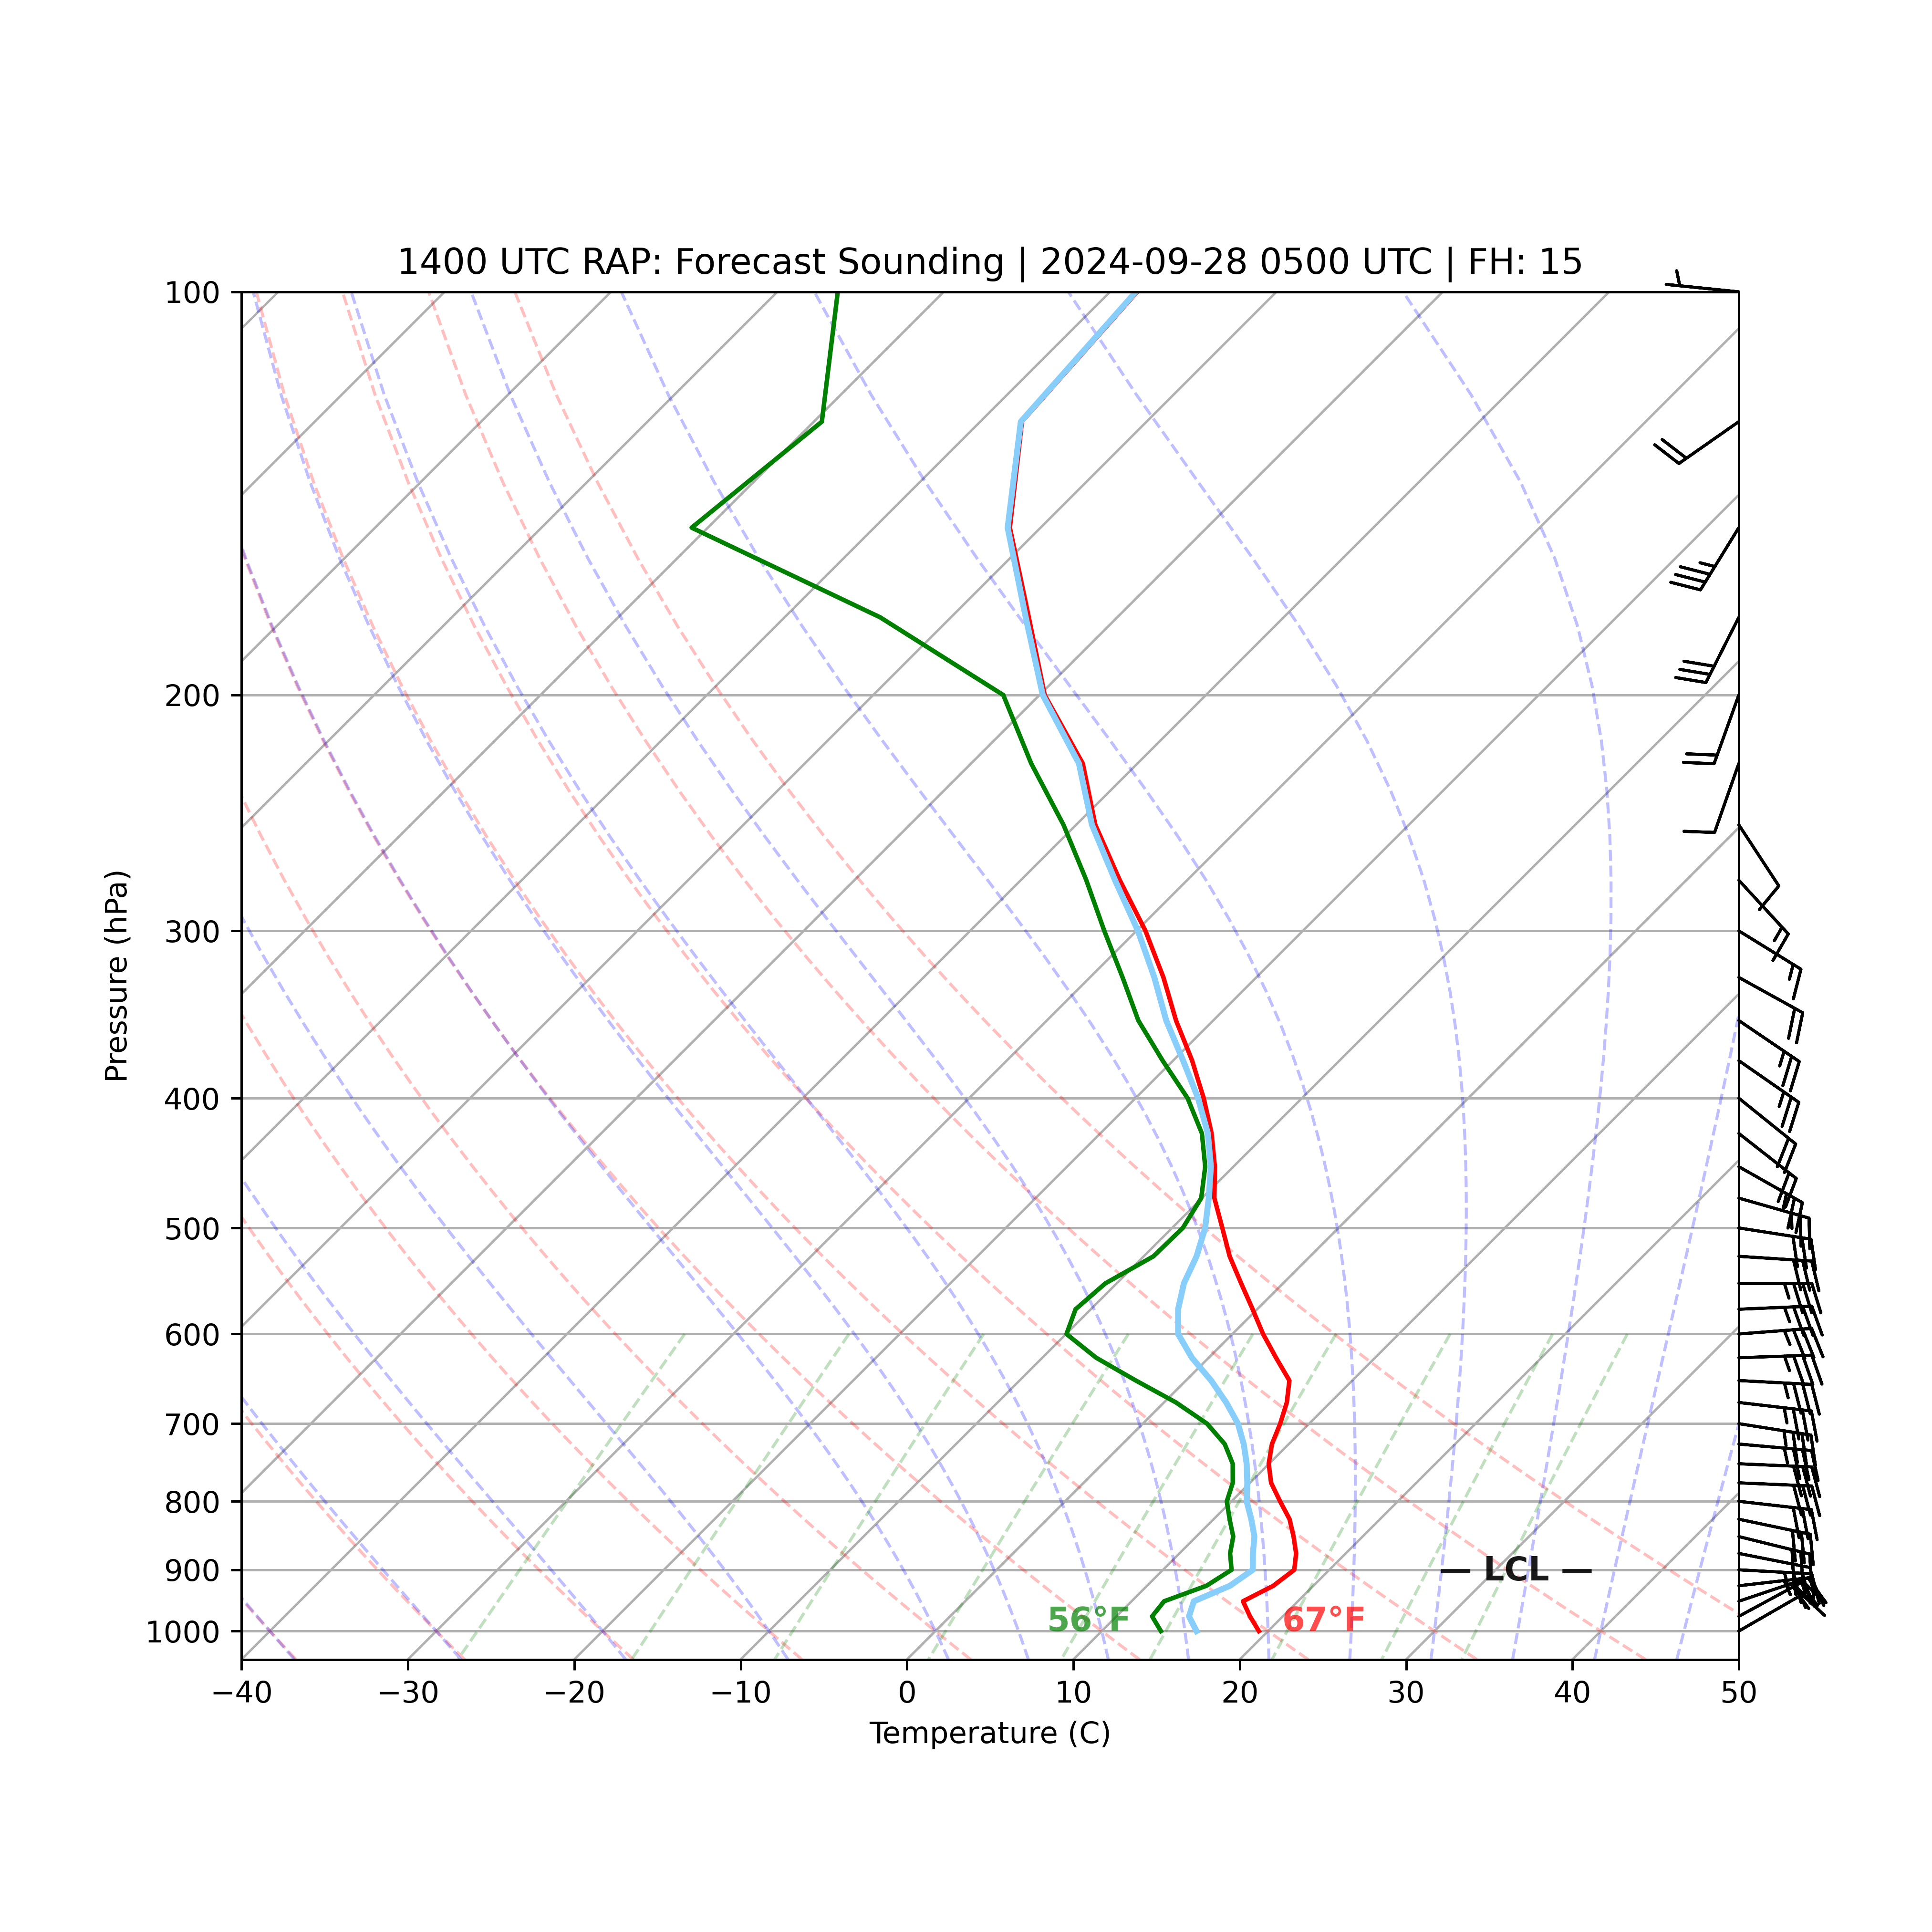 1400 UTC RAP: Forecast Sounding | 2024-09-28 0500 UTC | FH: 15
100
200
300
400
500
600
700
800
900
1000
Pressure (hPa)
— LCL —
56°F 67°F
−40 −30 −20 −10 0 10 20 30 40 50
Temperature (C)